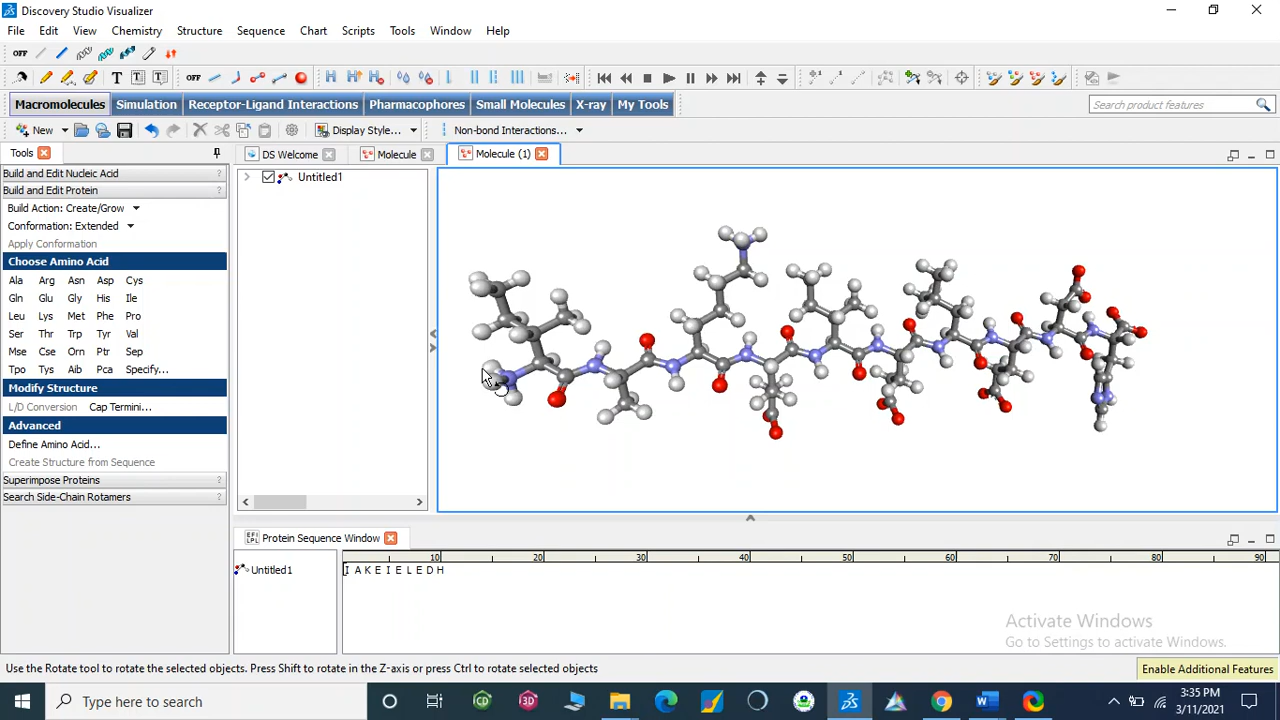 Discovery Studio Visualizer
File Edit View Chemistry Structure Sequence Chart Scripts Tools Window Help
OFF
T OFF H H H
Macromolecules Simulation Receptor-Ligand Interactions Pharmacophores Small Molecules X-ray My Tools Search product features
New Display Style... Non-bond Interactions...
Tools DS Welcome Molecule Molecule (1)
Build and Edit Nucleic Acid ?
Build and Edit Protein ?
Build Action: Create/Grow
Conformation: Extended
Apply Conformation
Choose Amino Acid
Ala Arg Asn Asp Cys
Gln Glu Gly His Ile
Leu Lys Met Phe Pro
Ser Thr Trp Tyr Val
Mse Cse Orn Ptr Sep
Tpo Tys Aib Pca Specify...
Modify Structure
L/D Conversion Cap Termini...
Advanced
Define Amino Acid...
Create Structure from Sequence
Superimpose Proteins ?
Search Side-Chain Rotamers ?
Untitled1
Protein Sequence Window
10 20 30 40 50 60 70 80 90
Untitled1 I A K E I E L E D H
Activate Windows
Go to Settings to activate Windows.
Use the Rotate tool to rotate the selected objects. Press Shift to rotate in the Z-axis or press Ctrl to rotate selected objects
Enable Additional Features
Type here to search
3:35 PM
3/11/2021